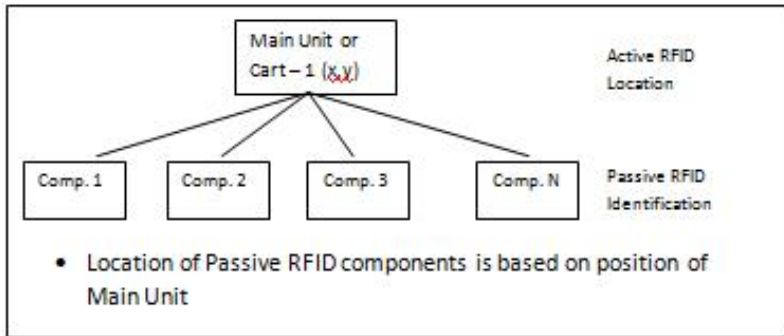 Main Unit or
Cart – 1 (x,y)
Active RFID
Location
Comp. 1
Comp. 2
Comp. 3
Comp. N
Passive RFID
Identification
• Location of Passive RFID components is based on position of
Main Unit